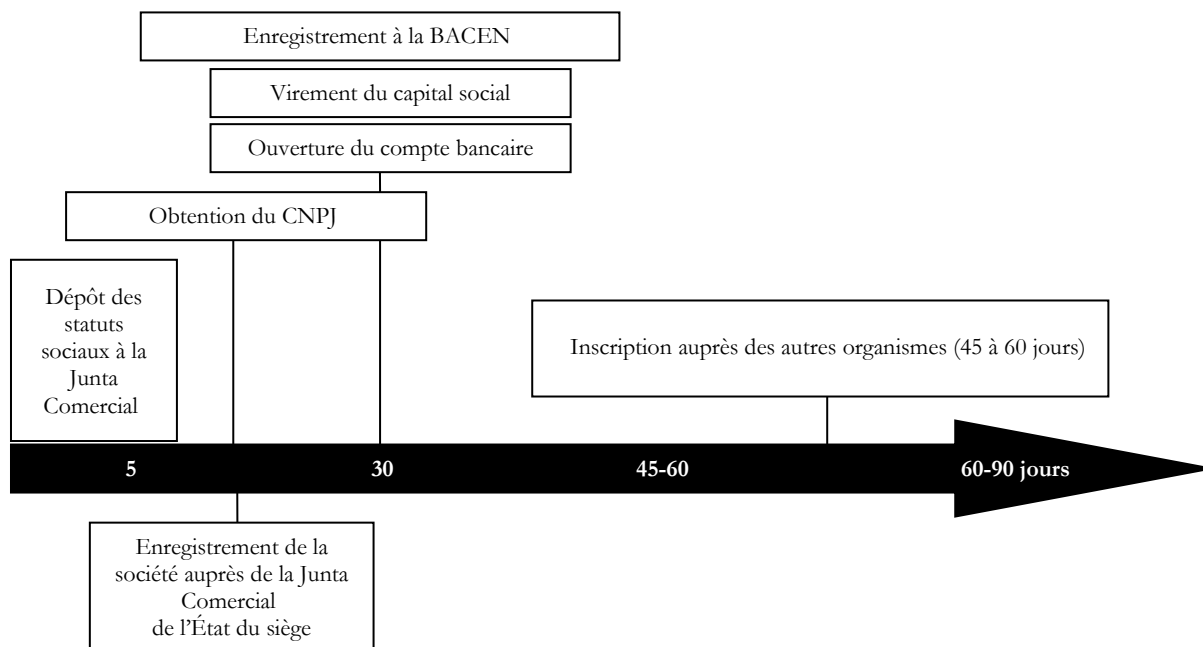 Enregistrement à la BACEN
Virement du capital social
Ouverture du compte bancaire
Obtention du CNPJ
Dépôt des
statuts
sociaux à la
Junta
Comercial
Inscription auprès des autres organismes (45 à 60 jours)
5
30
45-60
60-90 jours
Enregistrement de la
société auprès de la Junta
Comercial
de l’État du siège